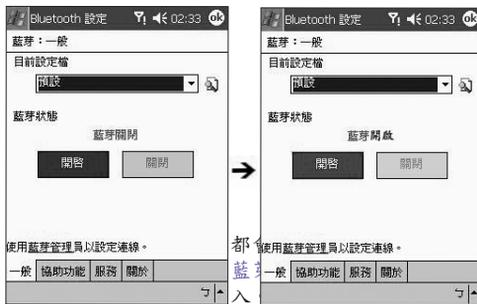 Bluetooth 設定 02:33 ok
藍芽：一般
目前設定檔
預設
藍芽狀態
藍芽關閉
開啓 關閉
使用藍芽管理員以設定連線。
一般 協助功能 服務 關於
ㄅ
都
藍
入
Bluetooth 設定 02:33 ok
藍芽：一般
目前設定檔
預設
藍芽狀態
藍芽開啟
開啓 關閉
使用藍芽管理員以設定連線。
一般 協助功能 服務 關於
ㄅ